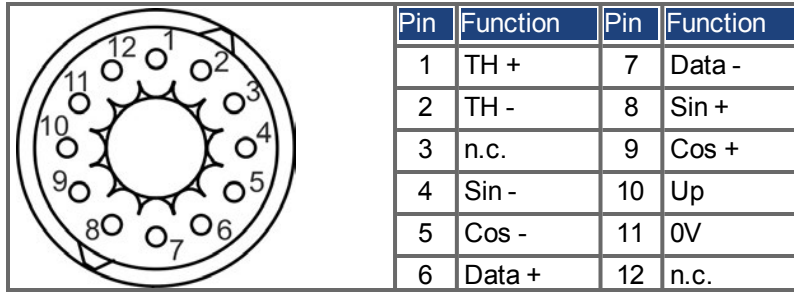 Pin Function Pin Function
1 TH + 7 Data -
2 TH - 8 Sin +
3 n.c. 9 Cos +
4 Sin - 10 Up
5 Cos - 11 0V
6 Data + 12 n.c.
1
2
3
4
5
6
7
8
9
10
11
12